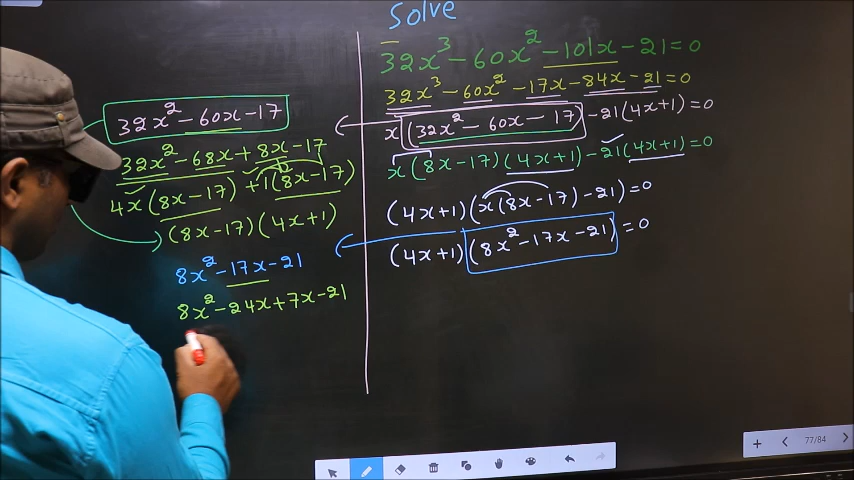 Solve
32x³ - 60x² - 101x - 21 = 0
32x³ - 60x² - 17x - 84x - 21 = 0
x(32x² - 60x - 17) - 21(4x+1) = 0
x(8x-17)(4x+1) - 21(4x+1) = 0
(4x+1)(x(8x-17) - 21) = 0
(4x+1)(8x² - 17x - 21) = 0
32x² - 60x - 17
32x² - 68x + 8x - 17
4x(8x-17) + 1(8x-17)
(8x-17)(4x+1)
8x² - 17x - 21
8x² - 24x + 7x - 21
77/84